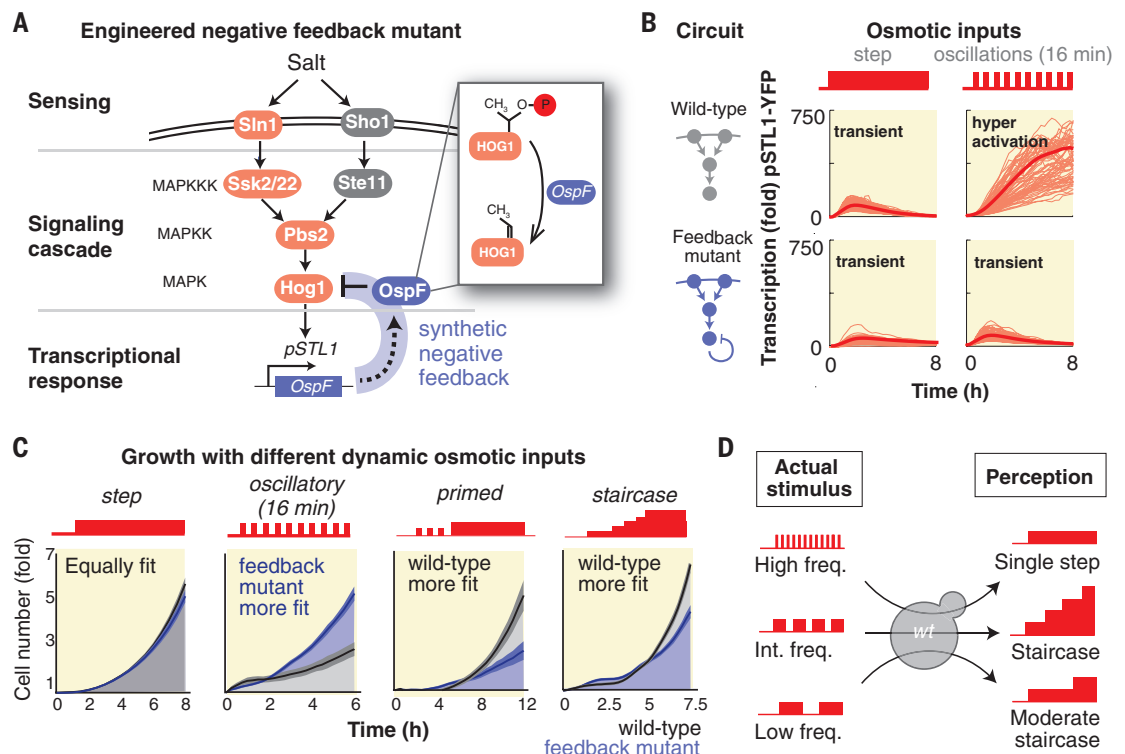 A
Engineered negative feedback mutant
Salt
Sensing
Sln1
Sho1
MAPKKK
Ssk2/22
Ste11
Signaling
cascade
MAPKK
Pbs2
MAPK
Hog1
OspF
Transcriptional
response
pSTL1
OspF
synthetic
negative
feedback
CH3
O
P
HOG1
OspF
CH3
HOG1
B
Circuit
Osmotic inputs
step
oscillations (16 min)
Wild-type
Feedback
mutant
Transcription (fold) pSTL1-YFP
750
0
transient
hyper
activation
750
0
transient
transient
0
8
0
8
Time (h)
C
Growth with different dynamic osmotic inputs
step
oscillatory
(16 min)
primed
staircase
Cell number (fold)
7
5
3
1
Equally fit
feedback
mutant
more fit
wild-type
more fit
wild-type
more fit
0 2 4 6 8
0 2 4 6
0 4 8 12
0 2.5 5 7.5
Time (h)
wild-type
feedback mutant
D
Actual
stimulus
Perception
High freq.
Single step
Int. freq.
wt
Staircase
Low freq.
Moderate
staircase